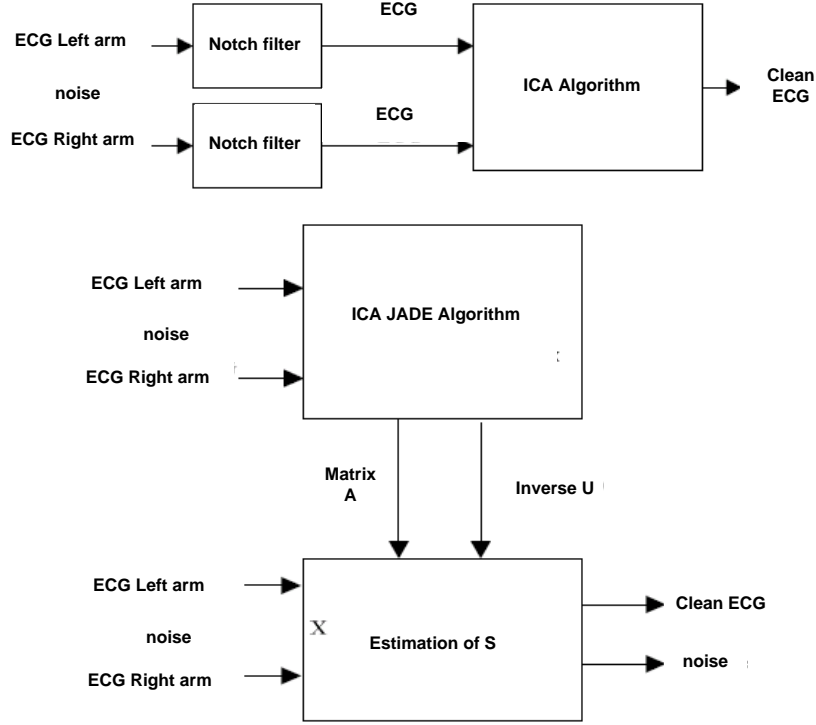 ECG
ECG Left arm
Notch filter
ICA Algorithm
Clean
ECG
noise
ECG
ECG Right arm
Notch filter
ECG Left arm
ICA JADE Algorithm
noise
ECG Right arm
Matrix
A
Inverse U
ECG Left arm
Clean ECG
noise
X
Estimation of S
noise
ECG Right arm